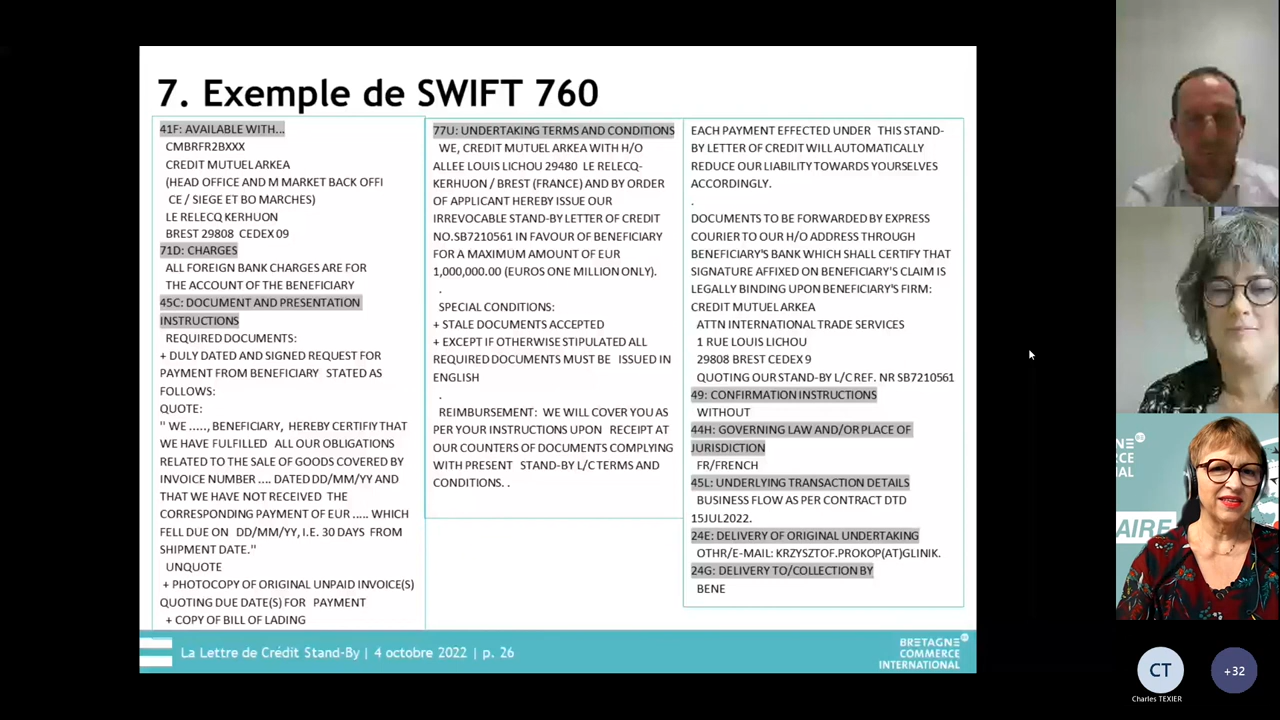 7. Exemple de SWIFT 760
41F: AVAILABLE WITH...
CMBRFR2BXXX
CREDIT MUTUEL ARKEA
(HEAD OFFICE AND M MARKET BACK OFFI
CE / SIEGE ET BO MARCHES)
LE RELECQ KERHUON
BREST 29808 CEDEX 09
71D: CHARGES
ALL FOREIGN BANK CHARGES ARE FOR
THE ACCOUNT OF THE BENEFICIARY
45C: DOCUMENT AND PRESENTATION
INSTRUCTIONS
REQUIRED DOCUMENTS:
+ DULY DATED AND SIGNED REQUEST FOR
PAYMENT FROM BENEFICIARY STATED AS
FOLLOWS:
QUOTE:
" WE ....., BENEFICIARY, HEREBY CERTIFIY THAT
WE HAVE FULFILLED ALL OUR OBLIGATIONS
RELATED TO THE SALE OF GOODS COVERED BY
INVOICE NUMBER .... DATED DD/MM/YY AND
THAT WE HAVE NOT RECEIVED THE
CORRESPONDING PAYMENT OF EUR ..... WHICH
FELL DUE ON DD/MM/YY, I.E. 30 DAYS FROM
SHIPMENT DATE."
UNQUOTE
+ PHOTOCOPY OF ORIGINAL UNPAID INVOICE(S)
QUOTING DUE DATE(S) FOR PAYMENT
+ COPY OF BILL OF LADING
77U: UNDERTAKING TERMS AND CONDITIONS
WE, CREDIT MUTUEL ARKEA WITH H/O
ALLEE LOUIS LICHOU 29480 LE RELECQ-
KERHUON / BREST (FRANCE) AND BY ORDER
OF APPLICANT HEREBY ISSUE OUR
IRREVOCABLE STAND-BY LETTER OF CREDIT
NO.SB7210561 IN FAVOUR OF BENEFICIARY
FOR A MAXIMUM AMOUNT OF EUR
1,000,000.00 (EUROS ONE MILLION ONLY).
.
SPECIAL CONDITIONS:
+ STALE DOCUMENTS ACCEPTED
+ EXCEPT IF OTHERWISE STIPULATED ALL
REQUIRED DOCUMENTS MUST BE ISSUED IN
ENGLISH
.
REIMBURSEMENT: WE WILL COVER YOU AS
PER YOUR INSTRUCTIONS UPON RECEIPT AT
OUR COUNTERS OF DOCUMENTS COMPLYING
WITH PRESENT STAND-BY L/C TERMS AND
CONDITIONS. .
EACH PAYMENT EFFECTED UNDER THIS STAND-
BY LETTER OF CREDIT WILL AUTOMATICALLY
REDUCE OUR LIABILITY TOWARDS YOURSELVES
ACCORDINGLY.
.
DOCUMENTS TO BE FORWARDED BY EXPRESS
COURIER TO OUR H/O ADDRESS THROUGH
BENEFICIARY'S BANK WHICH SHALL CERTIFY THAT
SIGNATURE AFFIXED ON BENEFICIARY'S CLAIM IS
LEGALLY BINDING UPON BENEFICIARY'S FIRM:
CREDIT MUTUEL ARKEA
ATTN INTERNATIONAL TRADE SERVICES
1 RUE LOUIS LICHOU
29808 BREST CEDEX 9
QUOTING OUR STAND-BY L/C REF. NR SB7210561
49: CONFIRMATION INSTRUCTIONS
WITHOUT
44H: GOVERNING LAW AND/OR PLACE OF
JURISDICTION
FR/FRENCH
45L: UNDERLYING TRANSACTION DETAILS
BUSINESS FLOW AS PER CONTRACT DTD
15JUL2022.
24E: DELIVERY OF ORIGINAL UNDERTAKING
OTHR/E-MAIL: KRZYSZTOF.PROKOP(AT)GLINIK.
24G: DELIVERY TO/COLLECTION BY
BENE
La Lettre de Crédit Stand-By | 4 octobre 2022 | p. 26
BRETAGNE
COMMERCE
INTERNATIONAL
GNE
MERCE
NATIONAL
AIRE
CT
Charles TEXIER
+32